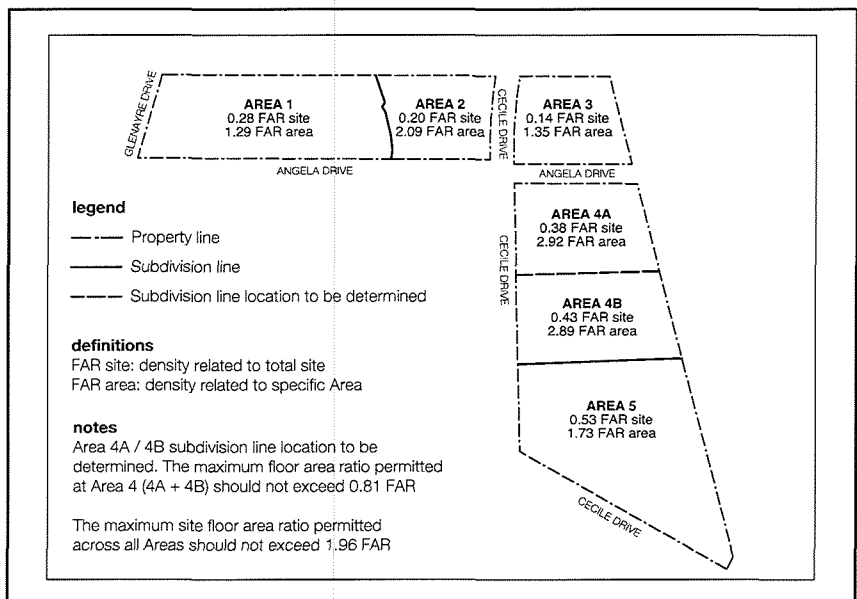 GLENAYRE DRIVE
AREA 1
0.28 FAR site
1.29 FAR area
AREA 2
0.20 FAR site
2.09 FAR area
CECILE DRIVE
AREA 3
0.14 FAR site
1.35 FAR area
ANGELA DRIVE
ANGELA DRIVE
CECILE DRIVE
AREA 4A
0.38 FAR site
2.92 FAR area
AREA 4B
0.43 FAR site
2.89 FAR area
AREA 5
0.53 FAR site
1.73 FAR area
CECILE DRIVE
legend
Property line
Subdivision line
Subdivision line location to be determined
definitions
FAR site: density related to total site
FAR area: density related to specific Area
notes
Area 4A / 4B subdivision line location to be
determined. The maximum floor area ratio permitted
at Area 4 (4A + 4B) should not exceed 0.81 FAR
The maximum site floor area ratio permitted
across all Areas should not exceed 1.96 FAR